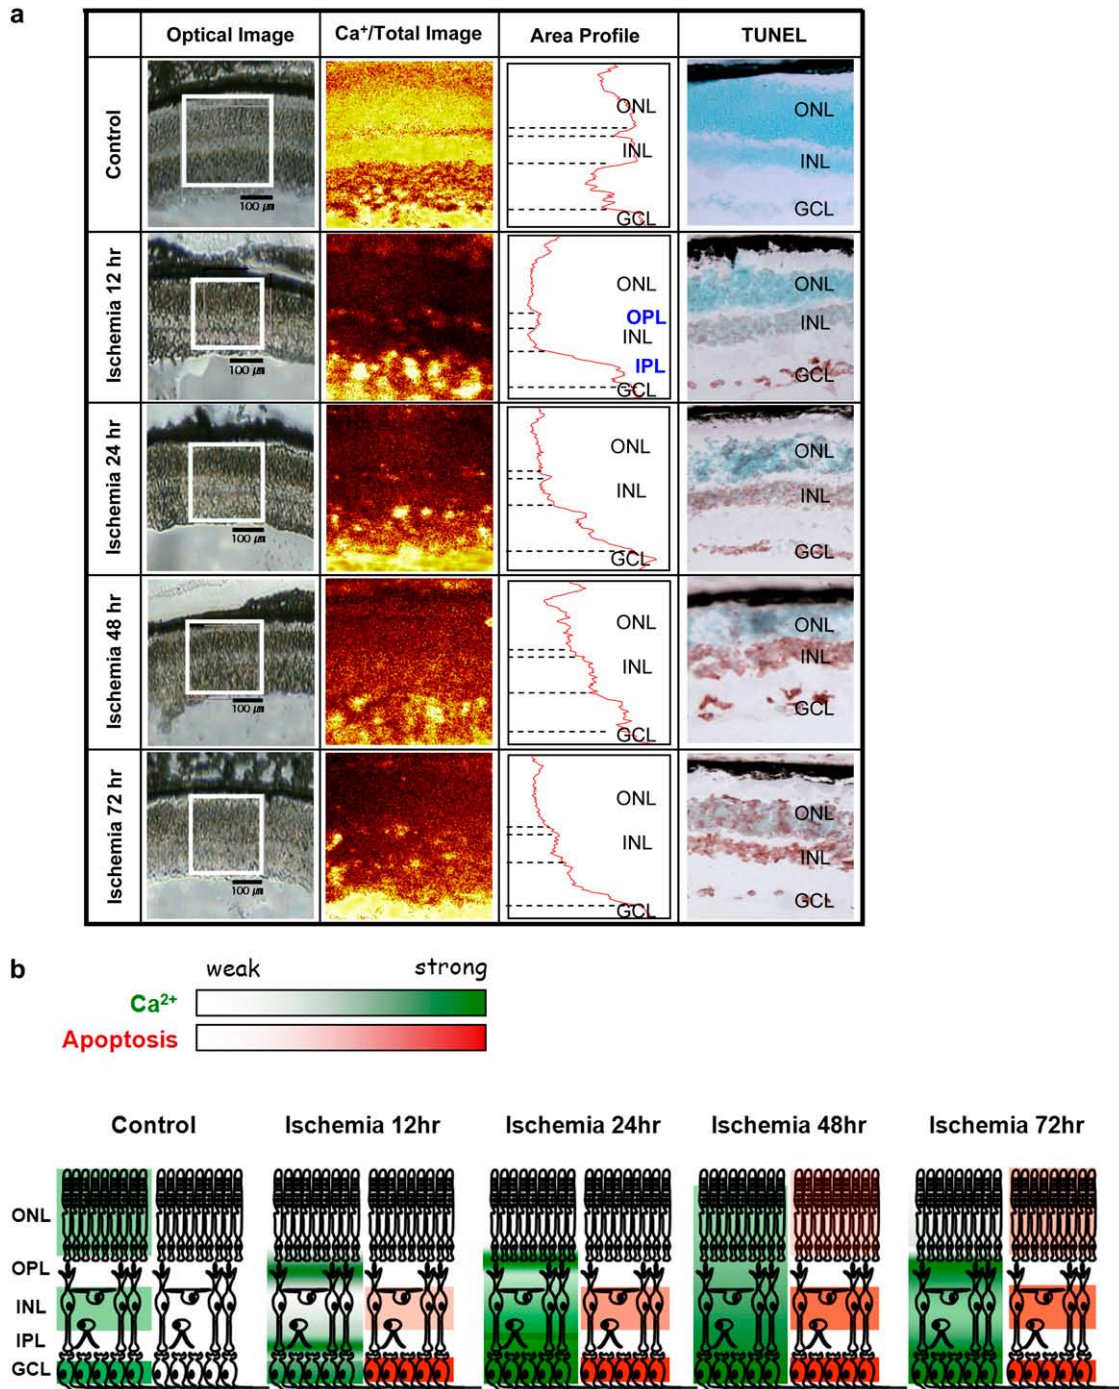 a
Optical Image Ca⁺/Total Image Area Profile TUNEL
Control
100 ㎛
ONL
INL
GCL
ONL
INL
GCL
Ischemia 12 hr
100 ㎛
ONL
OPL
INL
IPL
GCL
ONL
INL
GCL
Ischemia 24 hr
100 ㎛
ONL
INL
GCL
ONL
INL
GCL
Ischemia 48 hr
100 ㎛
ONL
INL
GCL
ONL
INL
GCL
Ischemia 72 hr
100 ㎛
ONL
INL
GCL
ONL
INL
GCL
b
weak strong
Ca²⁺
Apoptosis
Control Ischemia 12hr Ischemia 24hr Ischemia 48hr Ischemia 72hr
ONL
OPL
INL
IPL
GCL